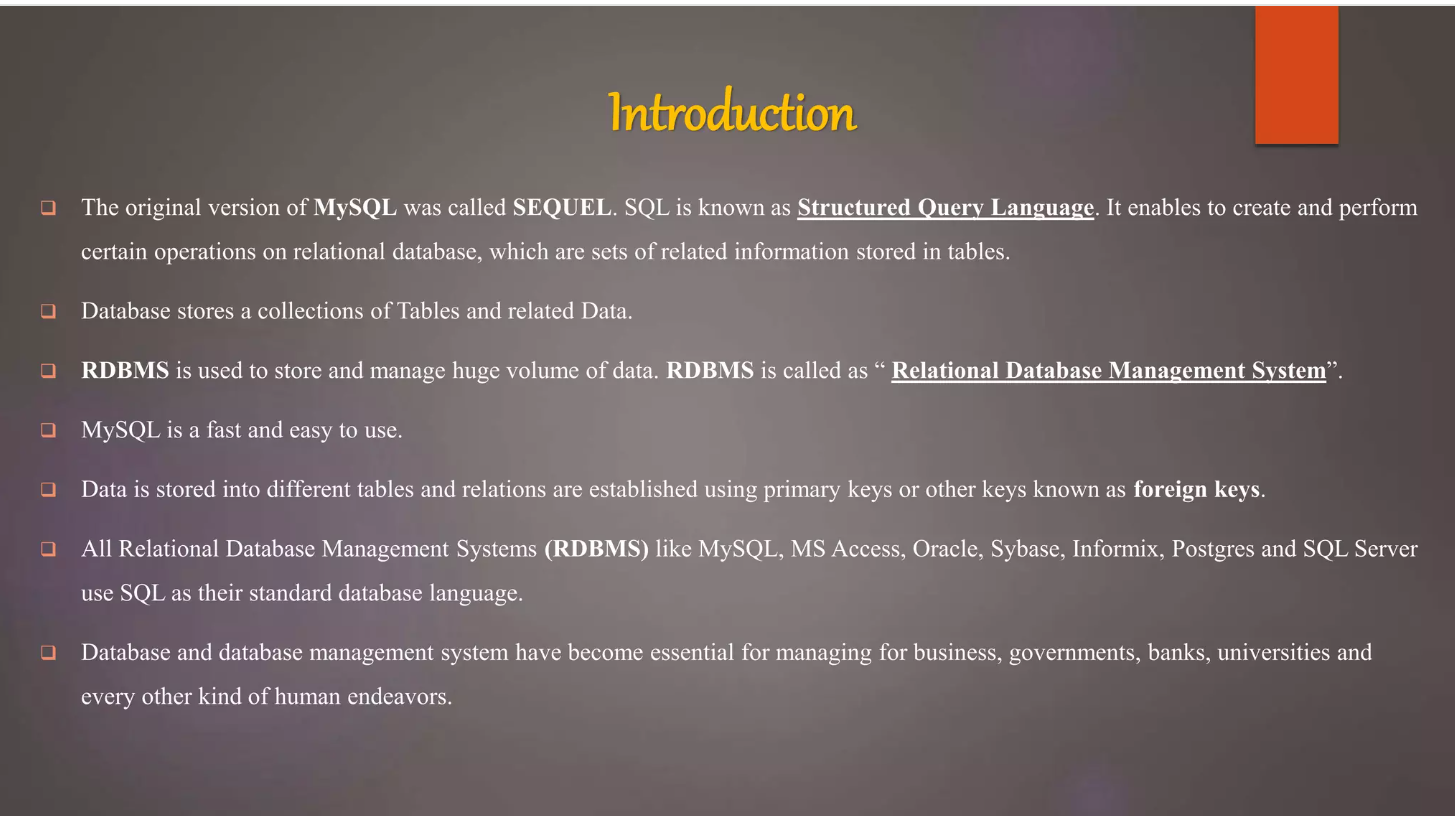 Introduction
The original version of MySQL was called SEQUEL. SQL is known as Structured Query Language. It enables to create and perform
certain operations on relational database, which are sets of related information stored in tables.
Database stores a collections of Tables and related Data.
RDBMS is used to store and manage huge volume of data. RDBMS is called as “ Relational Database Management System”.
MySQL is a fast and easy to use.
Data is stored into different tables and relations are established using primary keys or other keys known as foreign keys.
All Relational Database Management Systems (RDBMS) like MySQL, MS Access, Oracle, Sybase, Informix, Postgres and SQL Server
use SQL as their standard database language.
Database and database management system have become essential for managing for business, governments, banks, universities and
every other kind of human endeavors.